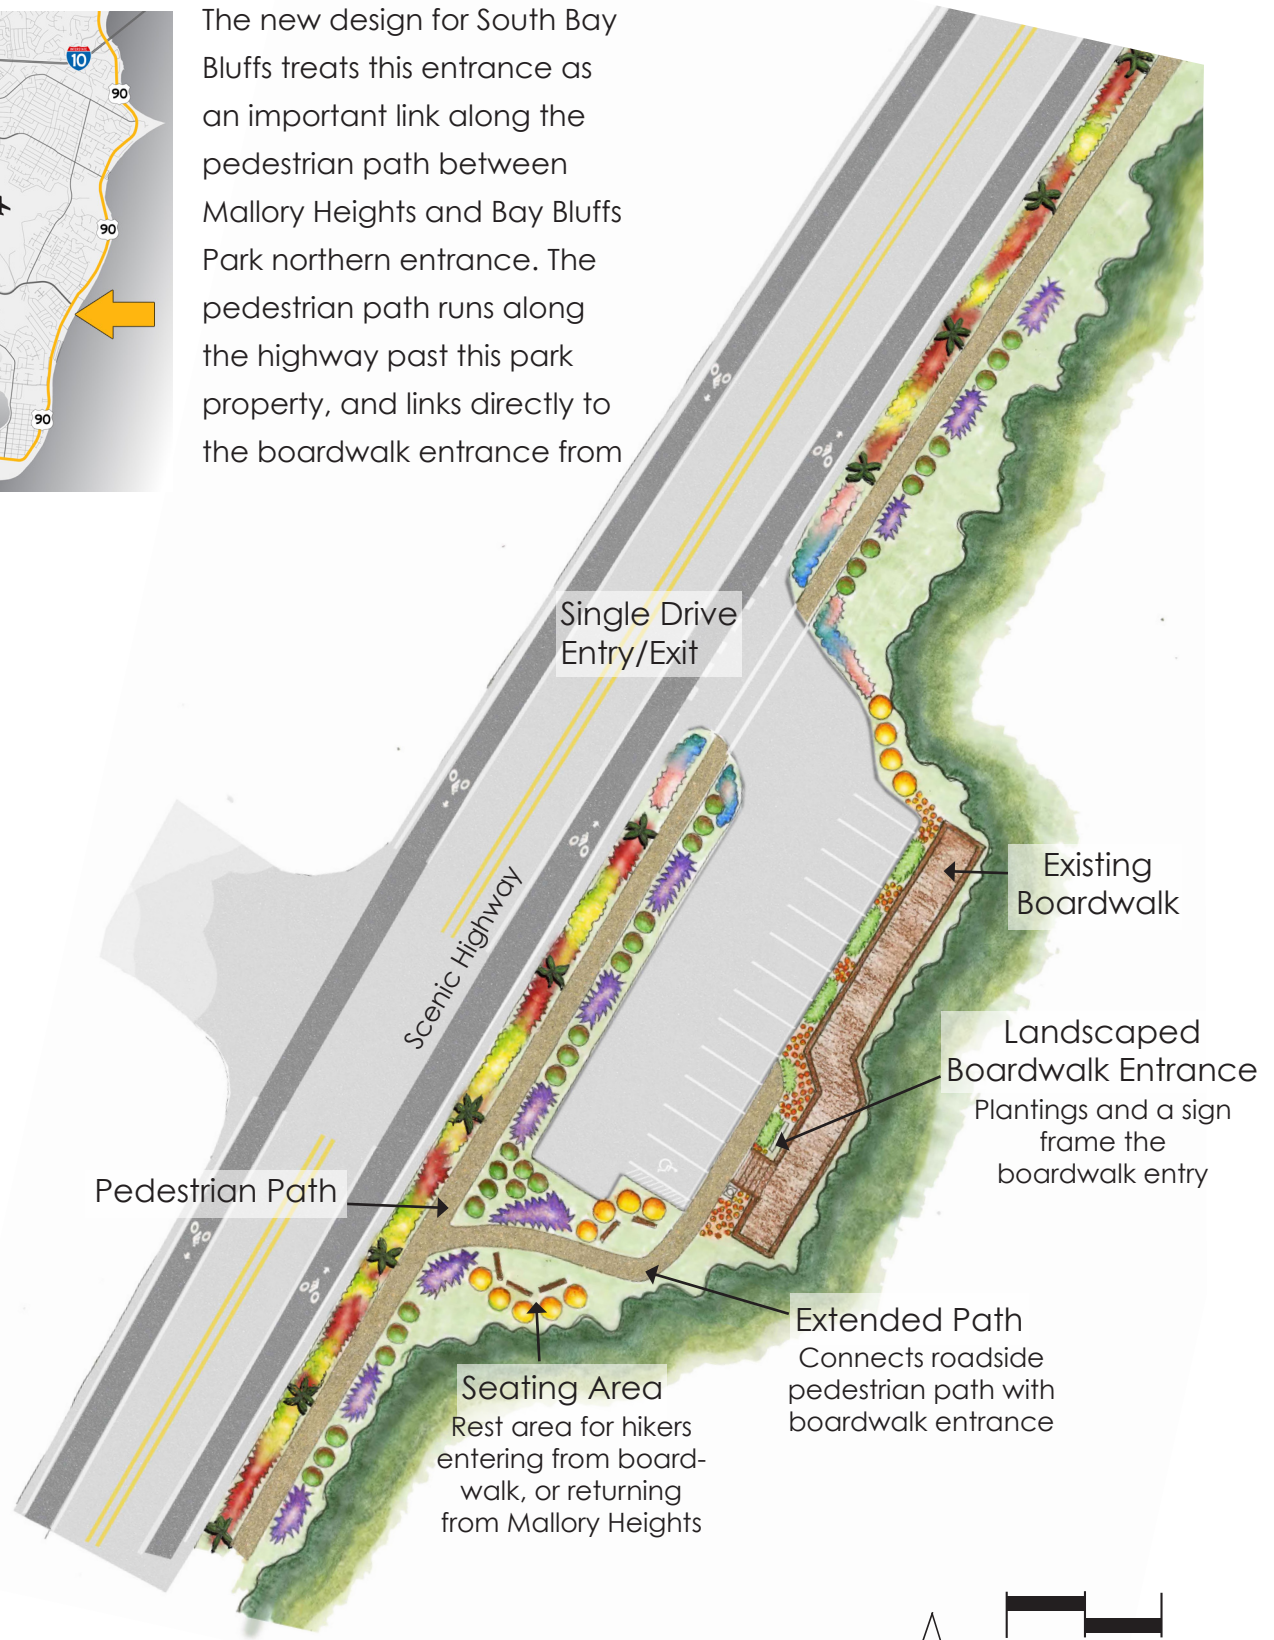 10
90
90
90
The new design for South Bay
Bluffs treats this entrance as
an important link along the
pedestrian path between
Mallory Heights and Bay Bluffs
Park northern entrance. The
pedestrian path runs along
the highway past this park
property, and links directly to
the boardwalk entrance from
Single Drive
Entry/Exit
Scenic Highway
Existing
Boardwalk
Landscaped
Boardwalk Entrance
Plantings and a sign
frame the
boardwalk entry
Pedestrian Path
Extended Path
Connects roadside
pedestrian path with
boardwalk entrance
Seating Area
Rest area for hikers
entering from board-
walk, or returning
from Mallory Heights